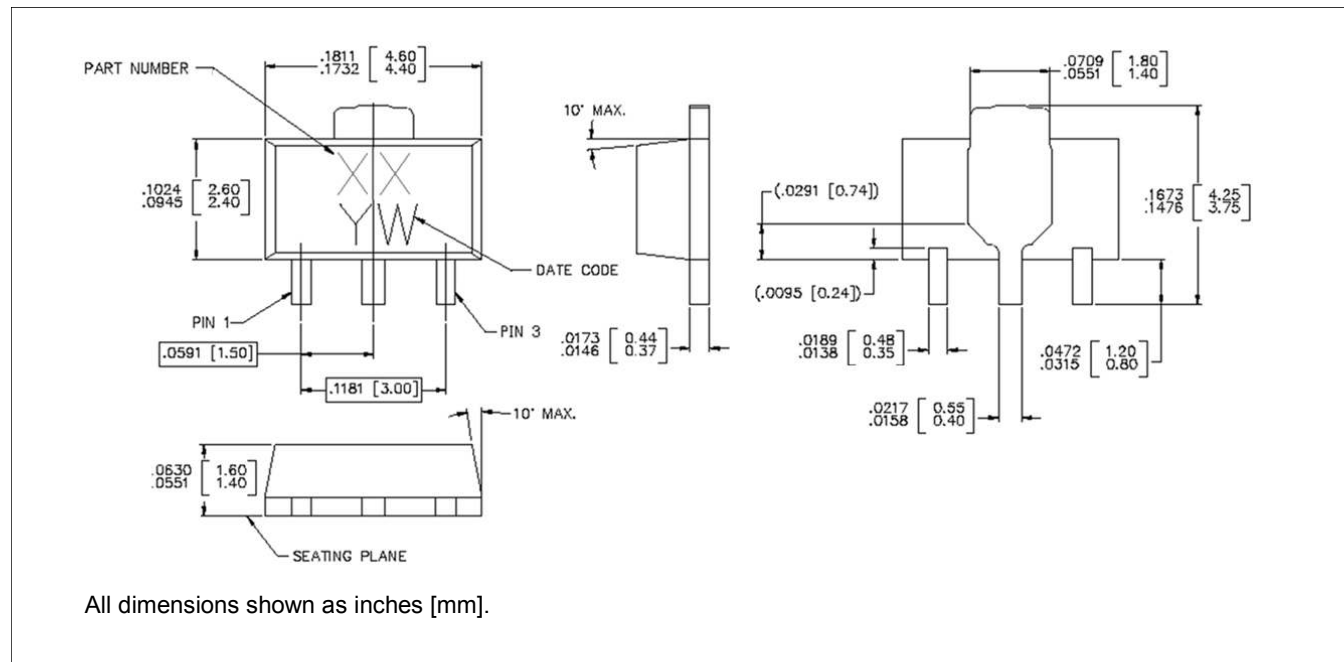 PART NUMBER
.1811 [ 4.60
.1732 4.40 ]
.1024 [ 2.60
.0945 2.40 ]
XX
YW
DATE CODE
PIN 1
PIN 3
.0591 [1.50]
.1181 [3.00]
10° MAX.
.0173 [ 0.44
.0146 0.37 ]
.0709 [ 1.80
.0551 1.40 ]
(.0291 [0.74])
(.0095 [0.24])
.1673 [ 4.25
.1476 3.75 ]
.0189 [ 0.48
.0138 0.35 ]
.0472 [ 1.20
.0315 0.80 ]
.0217 [ 0.55
.0158 0.40 ]
10° MAX.
.0630 [ 1.60
.0551 1.40 ]
SEATING PLANE
All dimensions shown as inches [mm].